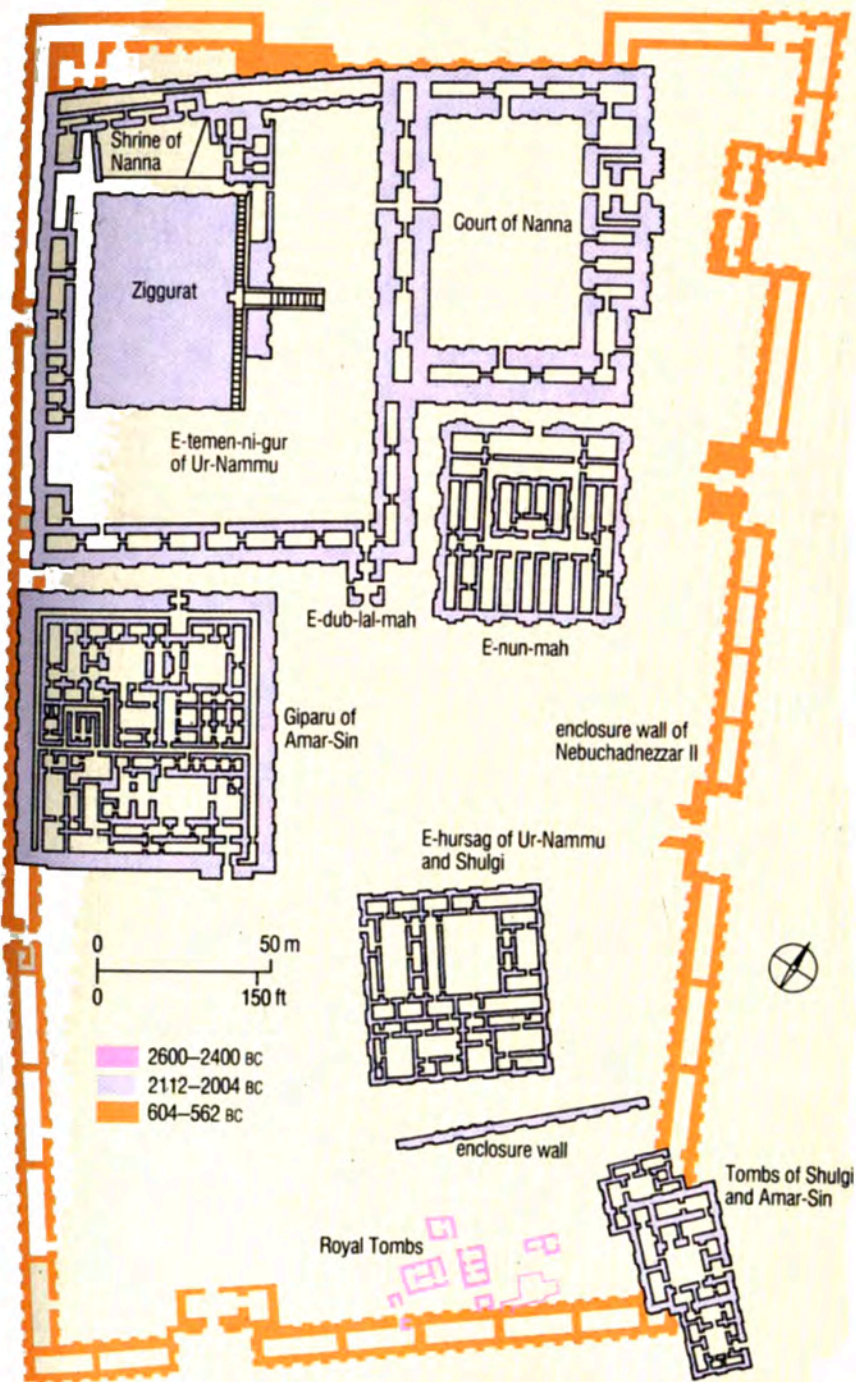 Shrine of
Nanna
Court of Nanna
Ziggurat
E-temen-ni-gur
of Ur-Nammu
E-dub-lal-mah
E-nun-mah
Giparu of
Amar-Sin
enclosure wall of
Nebuchadnezzar II
E-hursag of Ur-Nammu
and Shulgi
0 50 m
0 150 ft
2600–2400 BC
2112–2004 BC
604–562 BC
enclosure wall
Tombs of Shulgi
and Amar-Sin
Royal Tombs